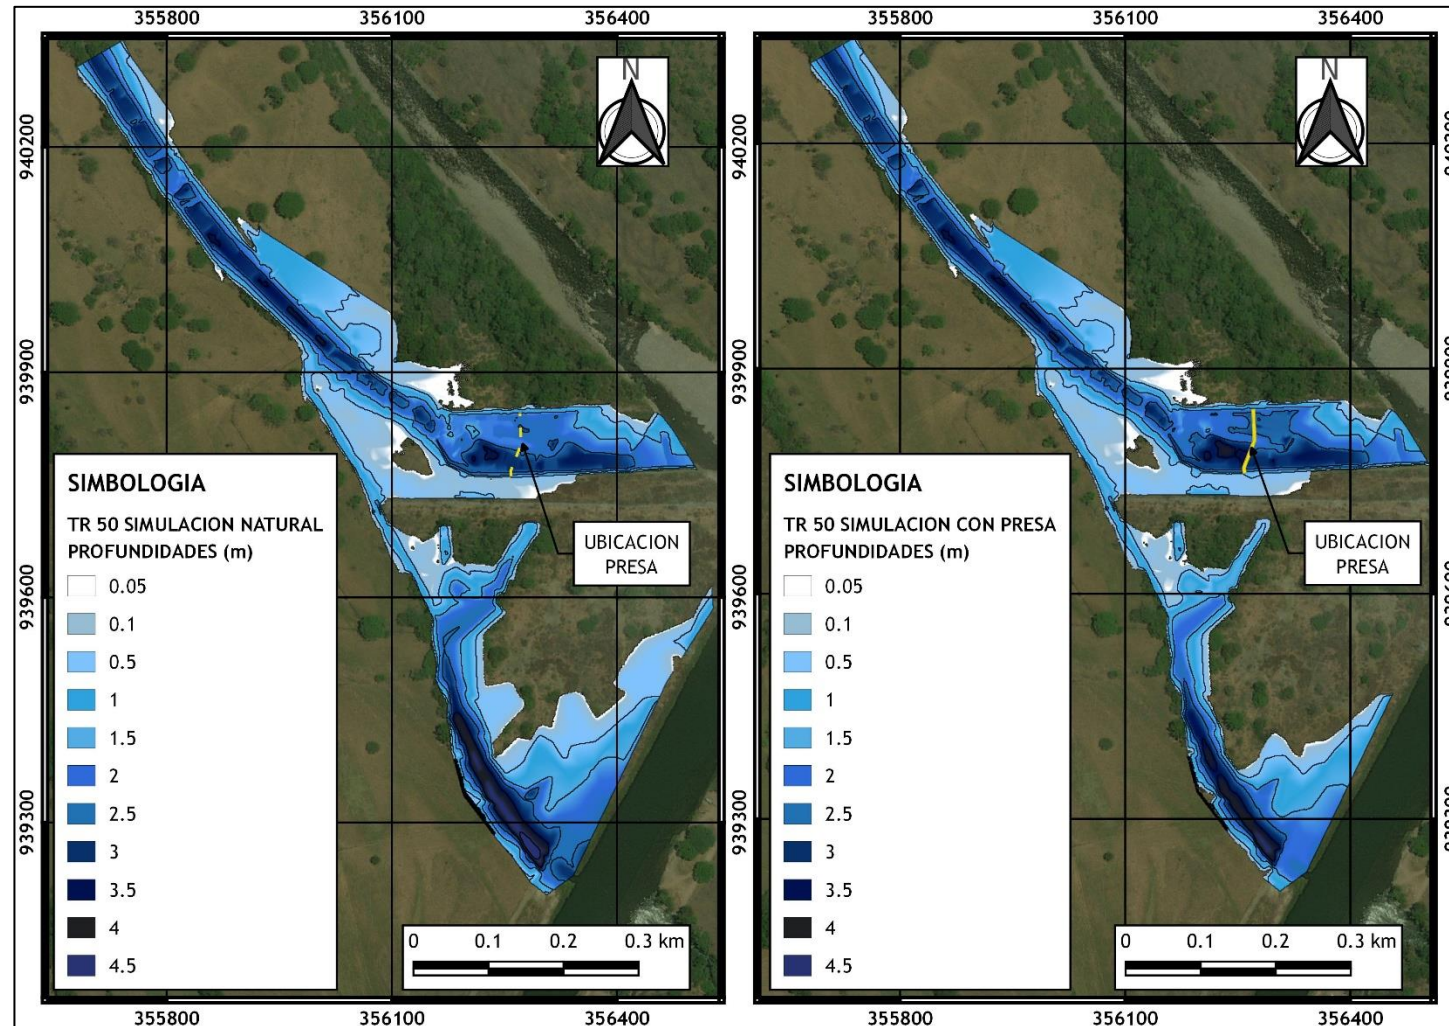 355800 356100 356400
355800 356100 356400
N
N
940200
939900
939600
939300
SIMBOLOGIA
TR 50 SIMULACION NATURAL
PROFUNDIDADES (m)
0.05
0.1
0.5
1
1.5
2
2.5
3
3.5
4
4.5
UBICACION
PRESA
0 0.1 0.2 0.3 km
355800 356100 356400
940200
939900
939600
939300
SIMBOLOGIA
TR 50 SIMULACION CON PRESA
PROFUNDIDADES (m)
0.05
0.1
0.5
1
1.5
2
2.5
3
3.5
4
4.5
UBICACION
PRESA
0 0.1 0.2 0.3 km
355800 356100 356400